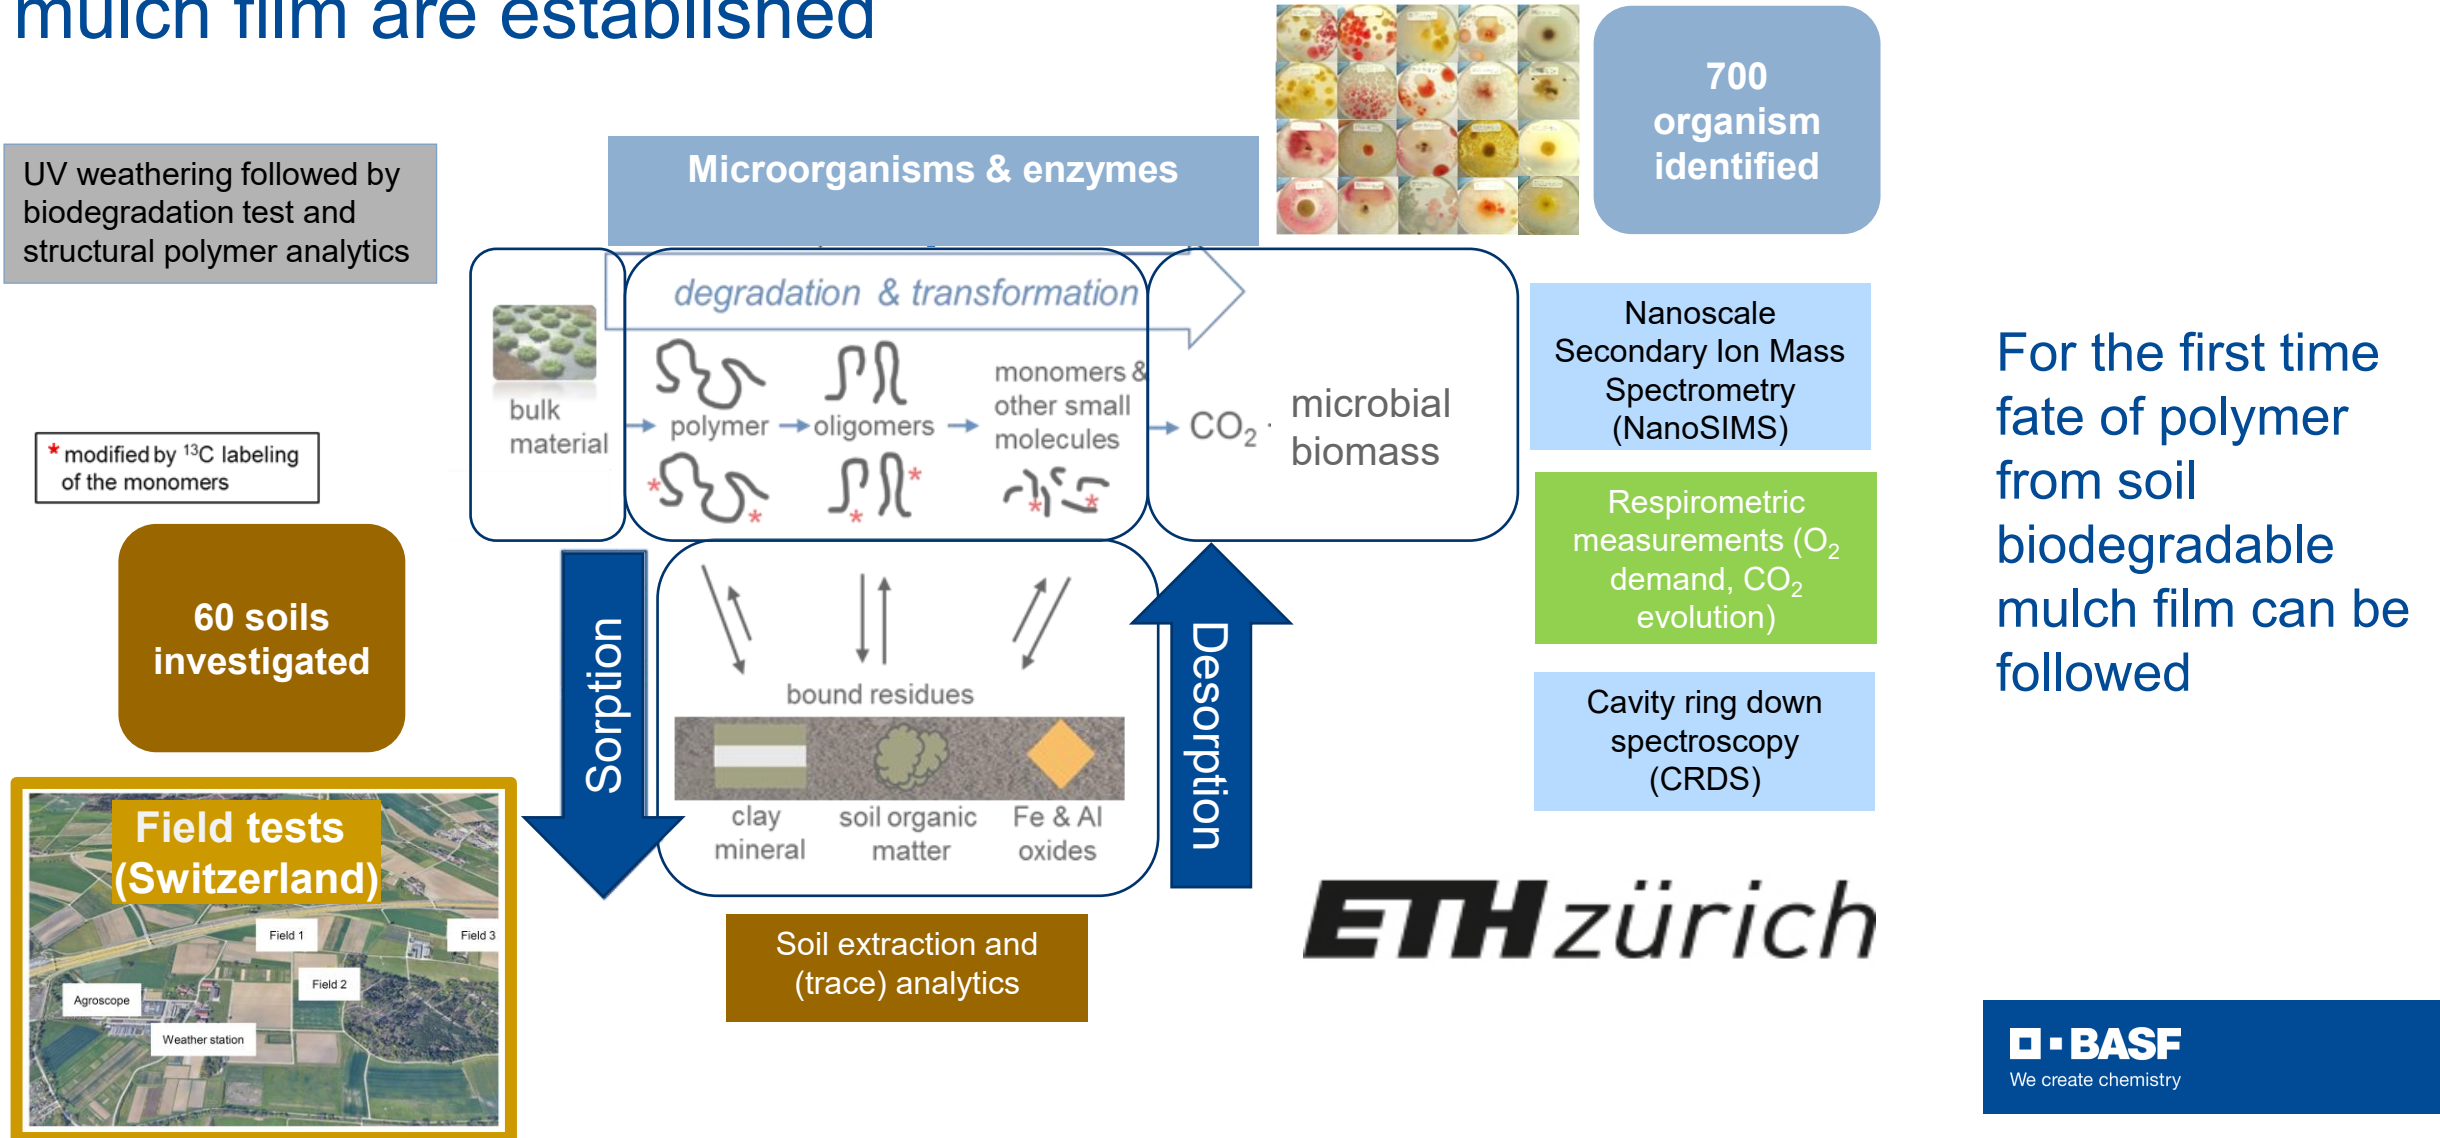 mulch film are established
700
organism
identified
Microorganisms & enzymes
UV weathering followed by
biodegradation test and
structural polymer analytics
degradation & transformation
bulk
material
polymer
oligomers
monomers &
other small
molecules
CO₂
microbial
biomass
* modified by ¹³C labeling
of the monomers
60 soils
investigated
Sorption
Desorption
bound residues
clay
mineral
soil organic
matter
Fe & Al
oxides
Soil extraction and
(trace) analytics
Nanoscale
Secondary Ion Mass
Spectrometry
(NanoSIMS)
Respirometric
measurements (O₂
demand, CO₂
evolution)
Cavity ring down
spectroscopy
(CRDS)
For the first time
fate of polymer
from soil
biodegradable
mulch film can be
followed
Field tests
(Switzerland)
Field 1
Field 3
Field 2
Agroscope
Weather station
ETH zürich
BASF
We create chemistry